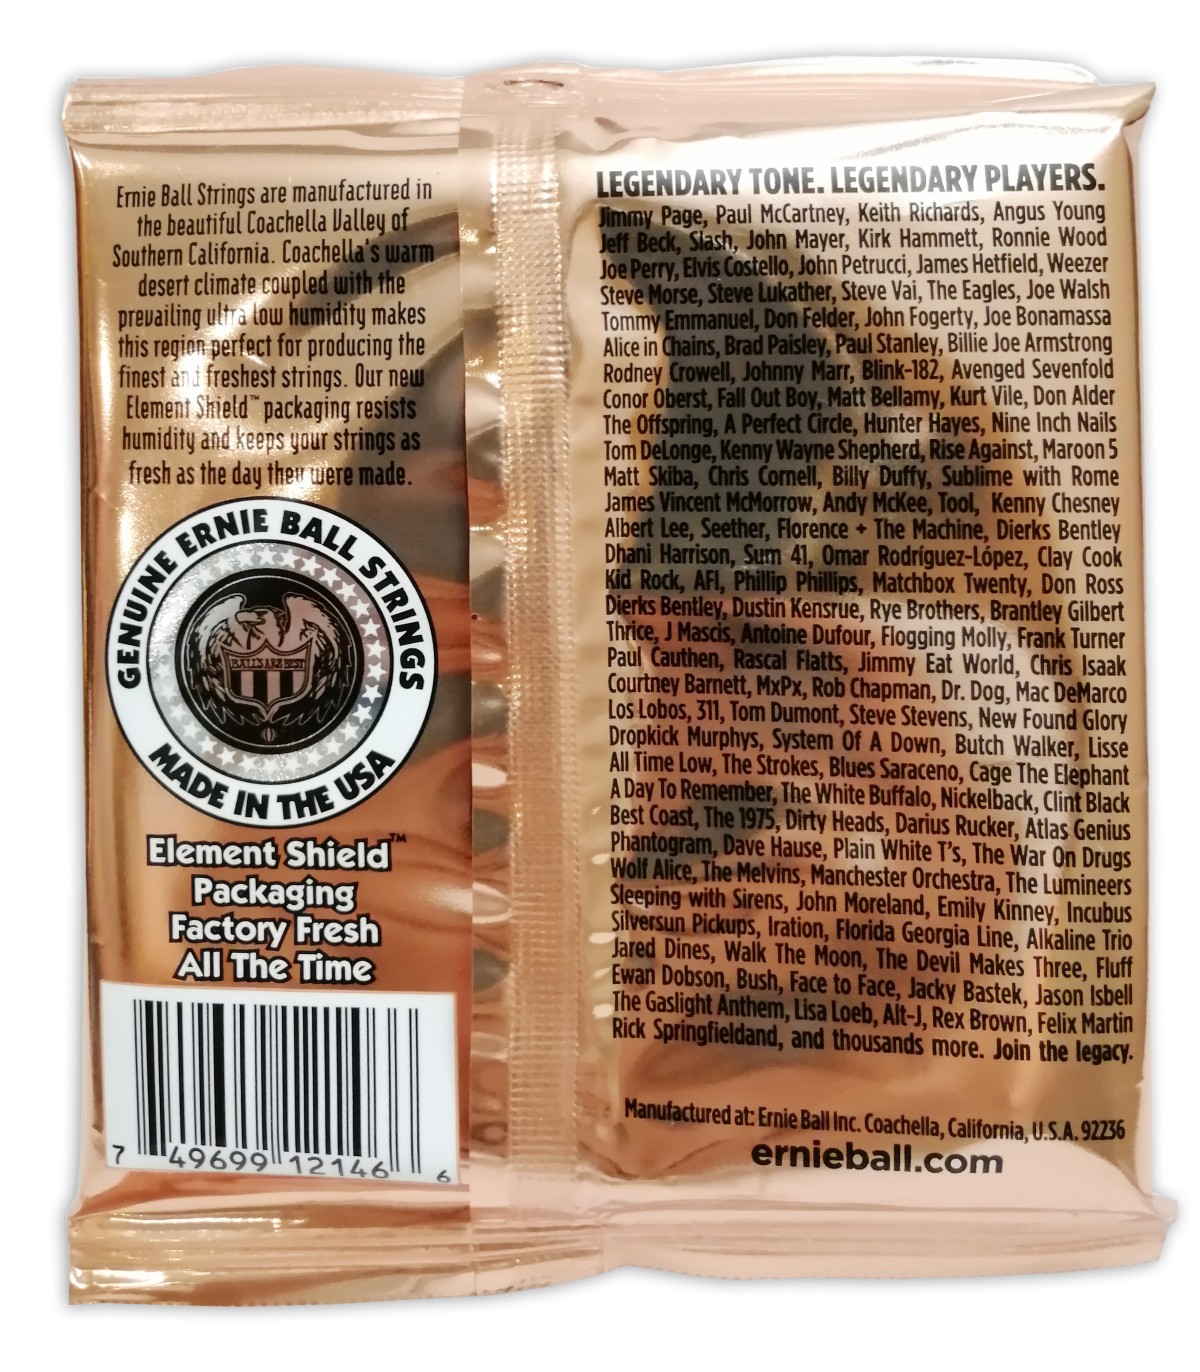 Ernie Ball Strings are manufactured in
the beautiful Coachella Valley of
Southern California. Coachella's warm
desert climate coupled with the
prevailing ultra low humidity makes
this region perfect for producing the
finest and freshest strings. Our new
Element Shield™ packaging resists
humidity and keeps your strings as
fresh as the day they were made.
GENUINE ERNIE BALL STRINGS
BALL'S ARE BEST
MADE IN THE USA
Element Shield™
Packaging
Factory Fresh
All The Time
7 49699 12146 6
LEGENDARY TONE. LEGENDARY PLAYERS.
Jimmy Page, Paul McCartney, Keith Richards, Angus Young
Jeff Beck, Slash, John Mayer, Kirk Hammett, Ronnie Wood
Joe Perry, Elvis Costello, John Petrucci, James Hetfield, Weezer
Steve Morse, Steve Lukather, Steve Vai, The Eagles, Joe Walsh
Tommy Emmanuel, Don Felder, John Fogerty, Joe Bonamassa
Alice in Chains, Brad Paisley, Paul Stanley, Billie Joe Armstrong
Rodney Crowell, Johnny Marr, Blink-182, Avenged Sevenfold
Conor Oberst, Fall Out Boy, Matt Bellamy, Kurt Vile, Don Alder
The Offspring, A Perfect Circle, Hunter Hayes, Nine Inch Nails
Tom DeLonge, Kenny Wayne Shepherd, Rise Against, Maroon 5
Matt Skiba, Chris Cornell, Billy Duffy, Sublime with Rome
James Vincent McMorrow, Andy McKee, Tool, Kenny Chesney
Albert Lee, Seether, Florence + The Machine, Dierks Bentley
Dhani Harrison, Sum 41, Omar Rodríguez-López, Clay Cook
Kid Rock, AFI, Phillip Phillips, Matchbox Twenty, Don Ross
Dierks Bentley, Dustin Kensrue, Rye Brothers, Brantley Gilbert
Thrice, J Mascis, Antoine Dufour, Flogging Molly, Frank Turner
Paul Cauthen, Rascal Flatts, Jimmy Eat World, Chris Isaak
Courtney Barnett, MxPx, Rob Chapman, Dr. Dog, Mac DeMarco
Los Lobos, 311, Tom Dumont, Steve Stevens, New Found Glory
Dropkick Murphys, System Of A Down, Butch Walker, Lisse
All Time Low, The Strokes, Blues Saraceno, Cage The Elephant
A Day To Remember, The White Buffalo, Nickelback, Clint Black
Best Coast, The 1975, Dirty Heads, Darius Rucker, Atlas Genius
Phantogram, Dave Hause, Plain White T's, The War On Drugs
Wolf Alice, The Melvins, Manchester Orchestra, The Lumineers
Sleeping with Sirens, John Moreland, Emily Kinney, Incubus
Silversun Pickups, Iration, Florida Georgia Line, Alkaline Trio
Jared Dines, Walk The Moon, The Devil Makes Three, Fluff
Ewan Dobson, Bush, Face to Face, Jacky Bastek, Jason Isbell
The Gaslight Anthem, Lisa Loeb, Alt-J, Rex Brown, Felix Martin
Rick Springfieldand, and thousands more. Join the legacy.
Manufactured at: Ernie Ball Inc. Coachella, California, U.S.A. 92236
ernieball.com